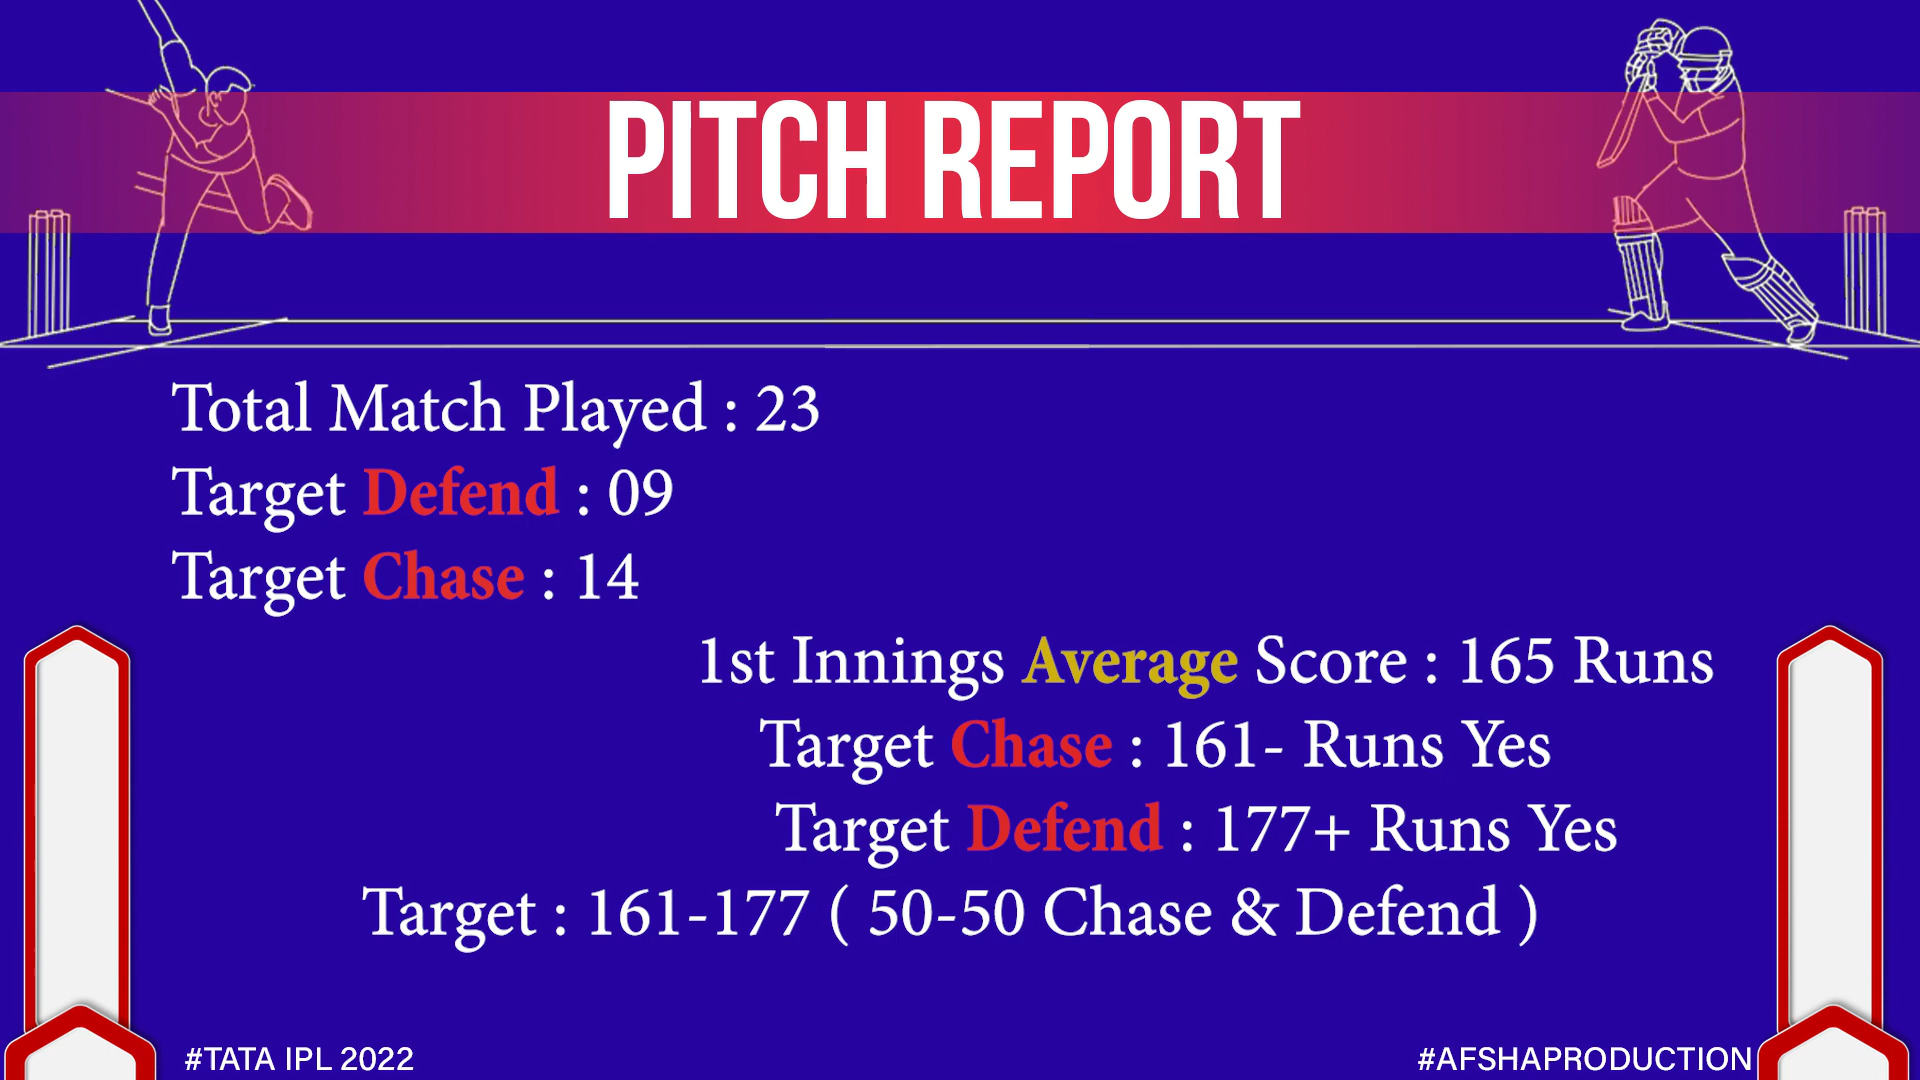 PITCH REPORT
Total Match Played : 23
Target Defend : 09
Target Chase : 14
1st Innings Average Score : 165 Runs
Target Chase : 161- Runs Yes
Target Defend : 177+ Runs Yes
Target : 161-177 ( 50-50 Chase & Defend )
#TATA IPL 2022
#AFSHAPRODUCTION